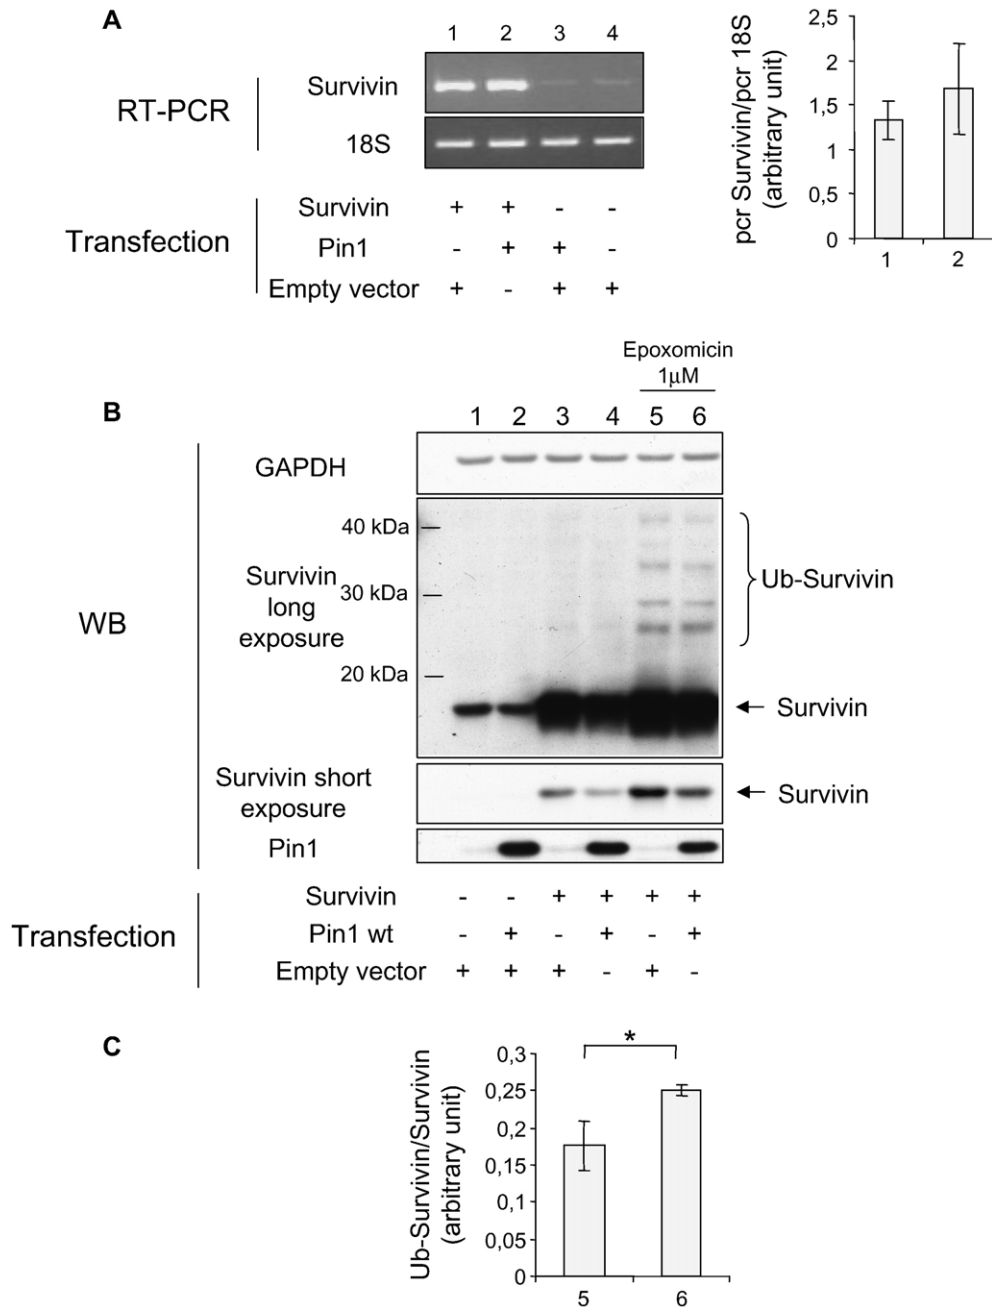 A
1 2 3 4
RT-PCR
Survivin
18S
Transfection
Survivin + + - -
Pin1 - + + -
Empty vector + - + +
pcr Survivin/pcr 18S
(arbitrary unit)
2,5
2
1,5
1
0,5
0
1 2
Epoxomicin
1μM
B
1 2 3 4 5 6
WB
GAPDH
40 kDa
30 kDa
20 kDa
Survivin
long
exposure
Ub-Survivin
Survivin
Survivin short
exposure
Survivin
Pin1
Transfection
Survivin - - + + + +
Pin1 wt - + - + - +
Empty vector + + + - + -
C
*
Ub-Survivin/Survivin
(arbitrary unit)
0,3
0,25
0,2
0,15
0,1
0,05
0
5 6